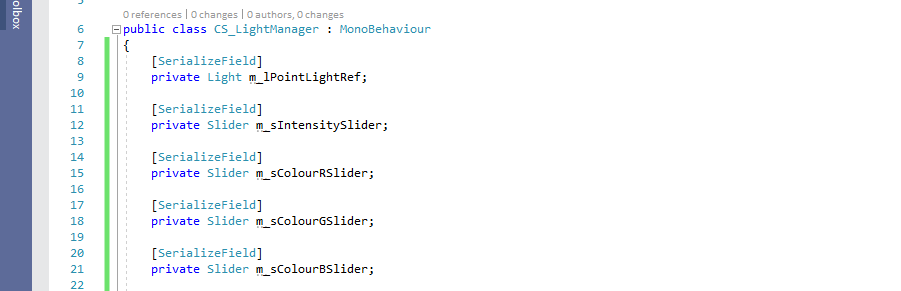 olbox
0 references | 0 changes | 0 authors, 0 changes
6 public class CS_LightManager : MonoBehaviour
7 {
8 [SerializeField]
9 private Light m_lPointLightRef;
10
11 [SerializeField]
12 private Slider m_sIntensitySlider;
13
14 [SerializeField]
15 private Slider m_sColourRSlider;
16
17 [SerializeField]
18 private Slider m_sColourGSlider;
19
20 [SerializeField]
21 private Slider m_sColourBSlider;
22